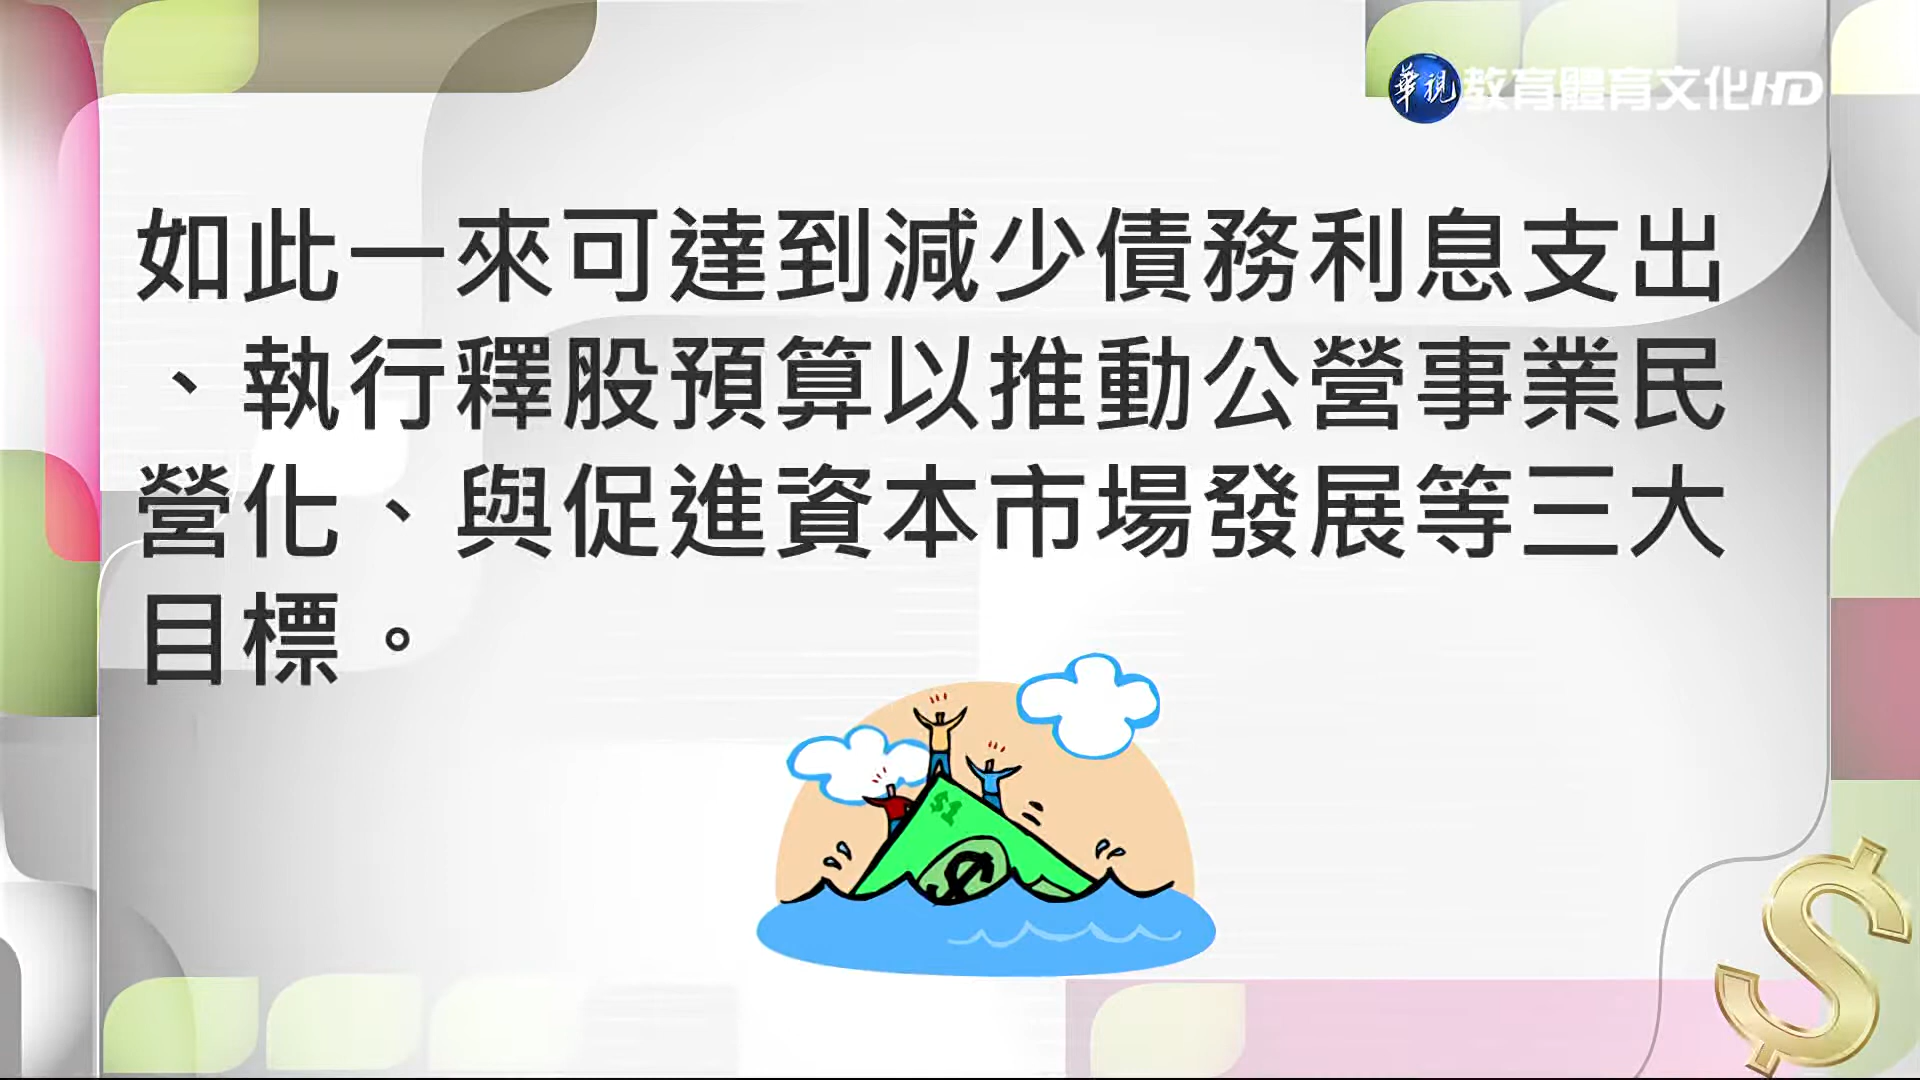 華視 教育體育文化HD
如此一來可達到減少債務利息支出
、執行釋股預算以推動公營事業民
營化、與促進資本市場發展等三大
目標。
$1
$
$